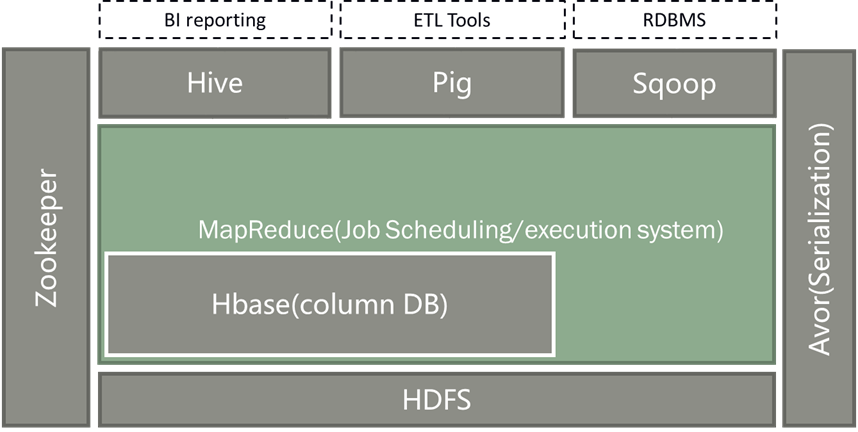 BI reporting
ETL Tools
RDBMS
Hive
Pig
Sqoop
Zookeeper
MapReduce(Job Scheduling/execution system)
Hbase(column DB)
Avor(Serialization)
HDFS